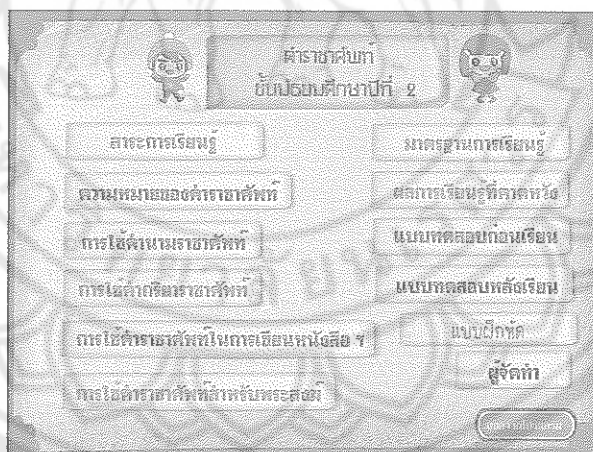 คำราชาศัพท์
ชั้นมัธยมศึกษาปีที่ 2
สาระการเรียนรู้
ความหมายของคำราชาศัพท์
การใช้คำนามราชาศัพท์
การใช้คำกริยาราชาศัพท์
การใช้คำราชาศัพท์ในการเขียนหนังสือ ฯ
การใช้คำราชาศัพท์สำหรับพระสงฆ์
มาตรฐานการเรียนรู้
ผลการเรียนรู้ที่คาดหวัง
แบบทดสอบก่อนเรียน
แบบทดสอบหลังเรียน
แบบฝึกหัด
ผู้จัดทำ